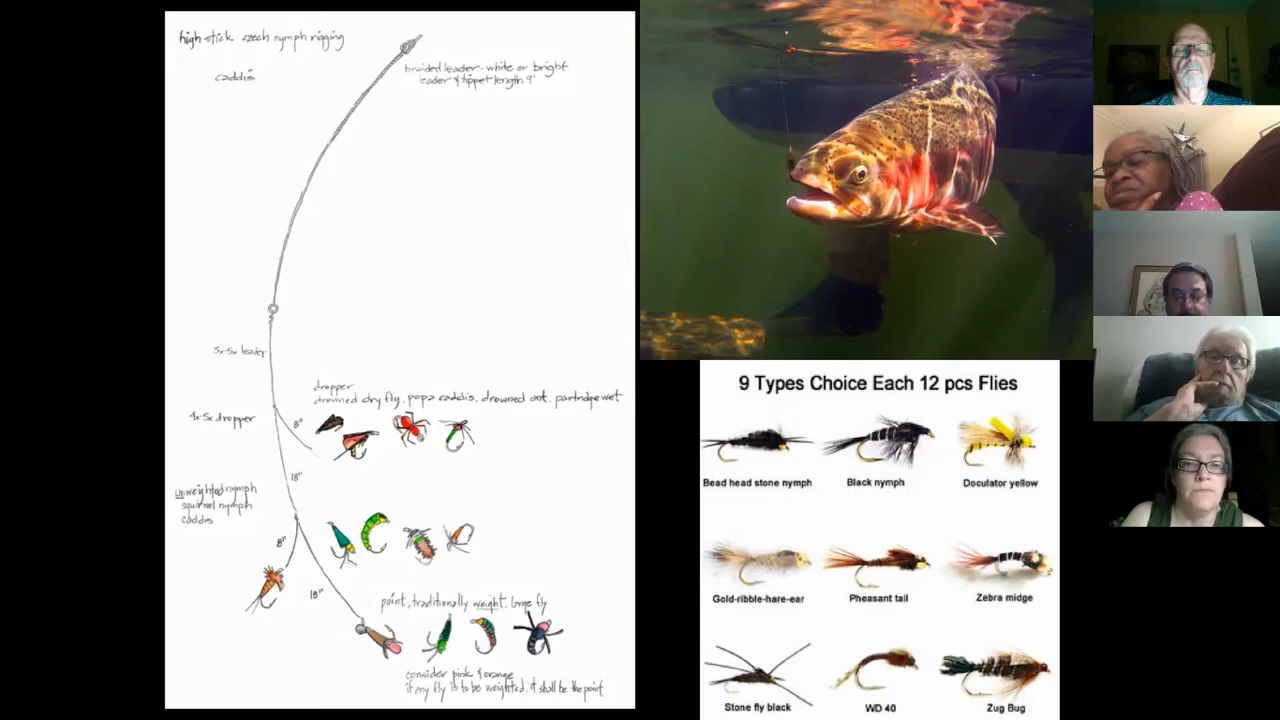 high stick czech nymph rigging
caddis
braided leader - white or bright
leader & tippet length 9'
3x-5x leader
dropper
drowned dry fly, pupa caddis, drowned ant, partridge wet
4x-5x dropper
8"
18"
unweighted nymph
squirrel nymph
caddis
8"
18"
point, traditionally weight, large fly
consider pink & orange
if any fly is to be weighted, it shall be the point
9 Types Choice Each 12 pcs Flies
Bead head stone nymph
Black nymph
Doculator yellow
Gold-ribble-hare-ear
Pheasant tail
Zebra midge
Stone fly black
WD 40
Zug Bug